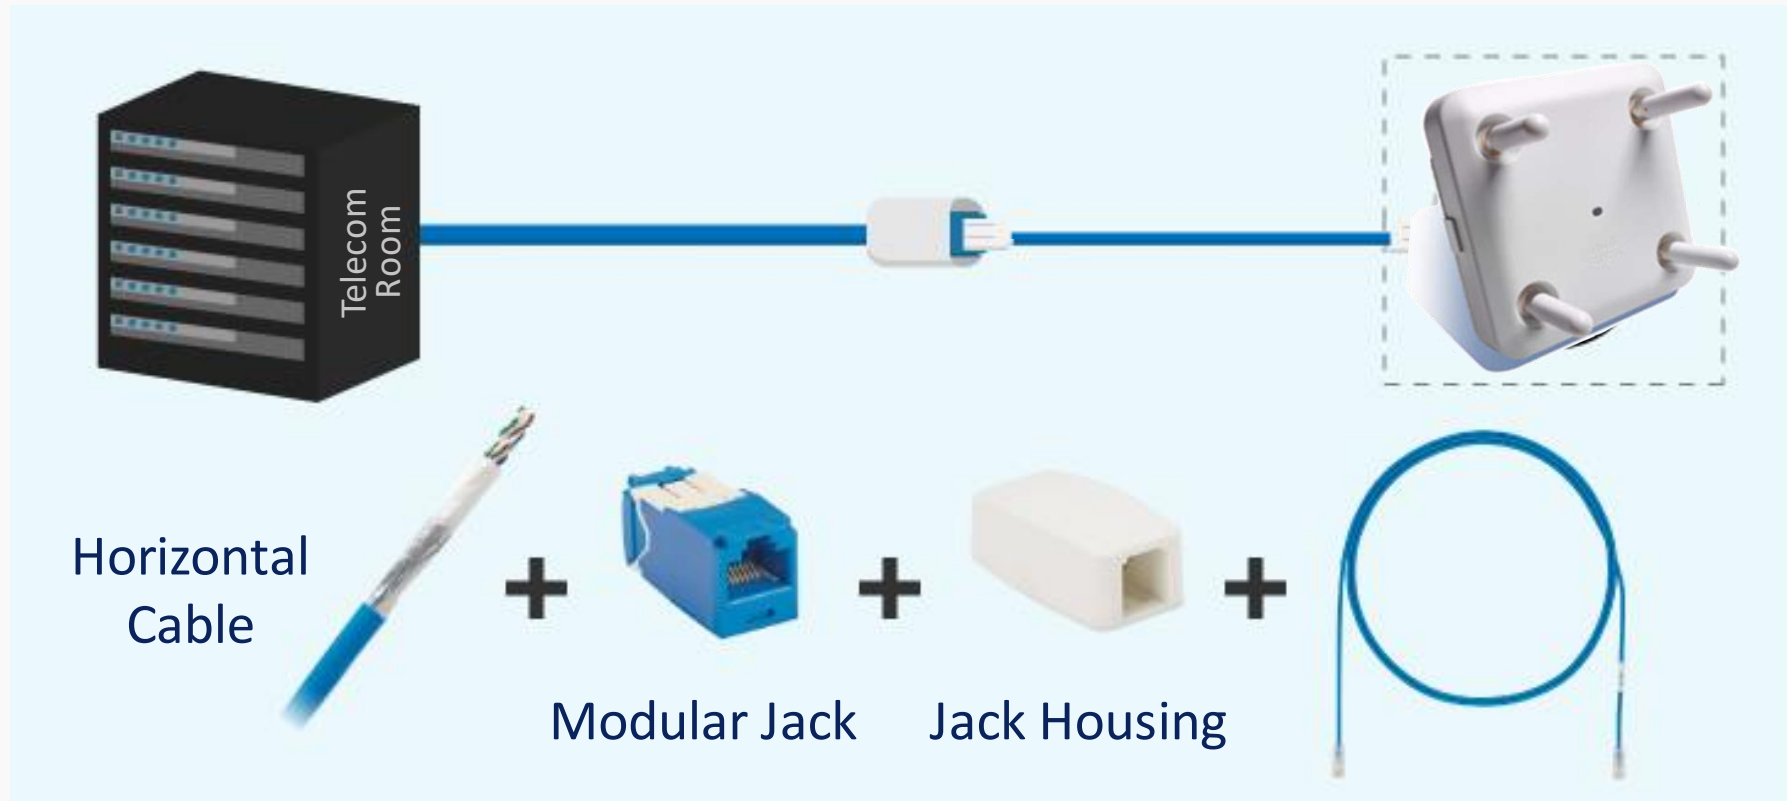 Telecom
Room
Horizontal
Cable
Modular Jack
Jack Housing